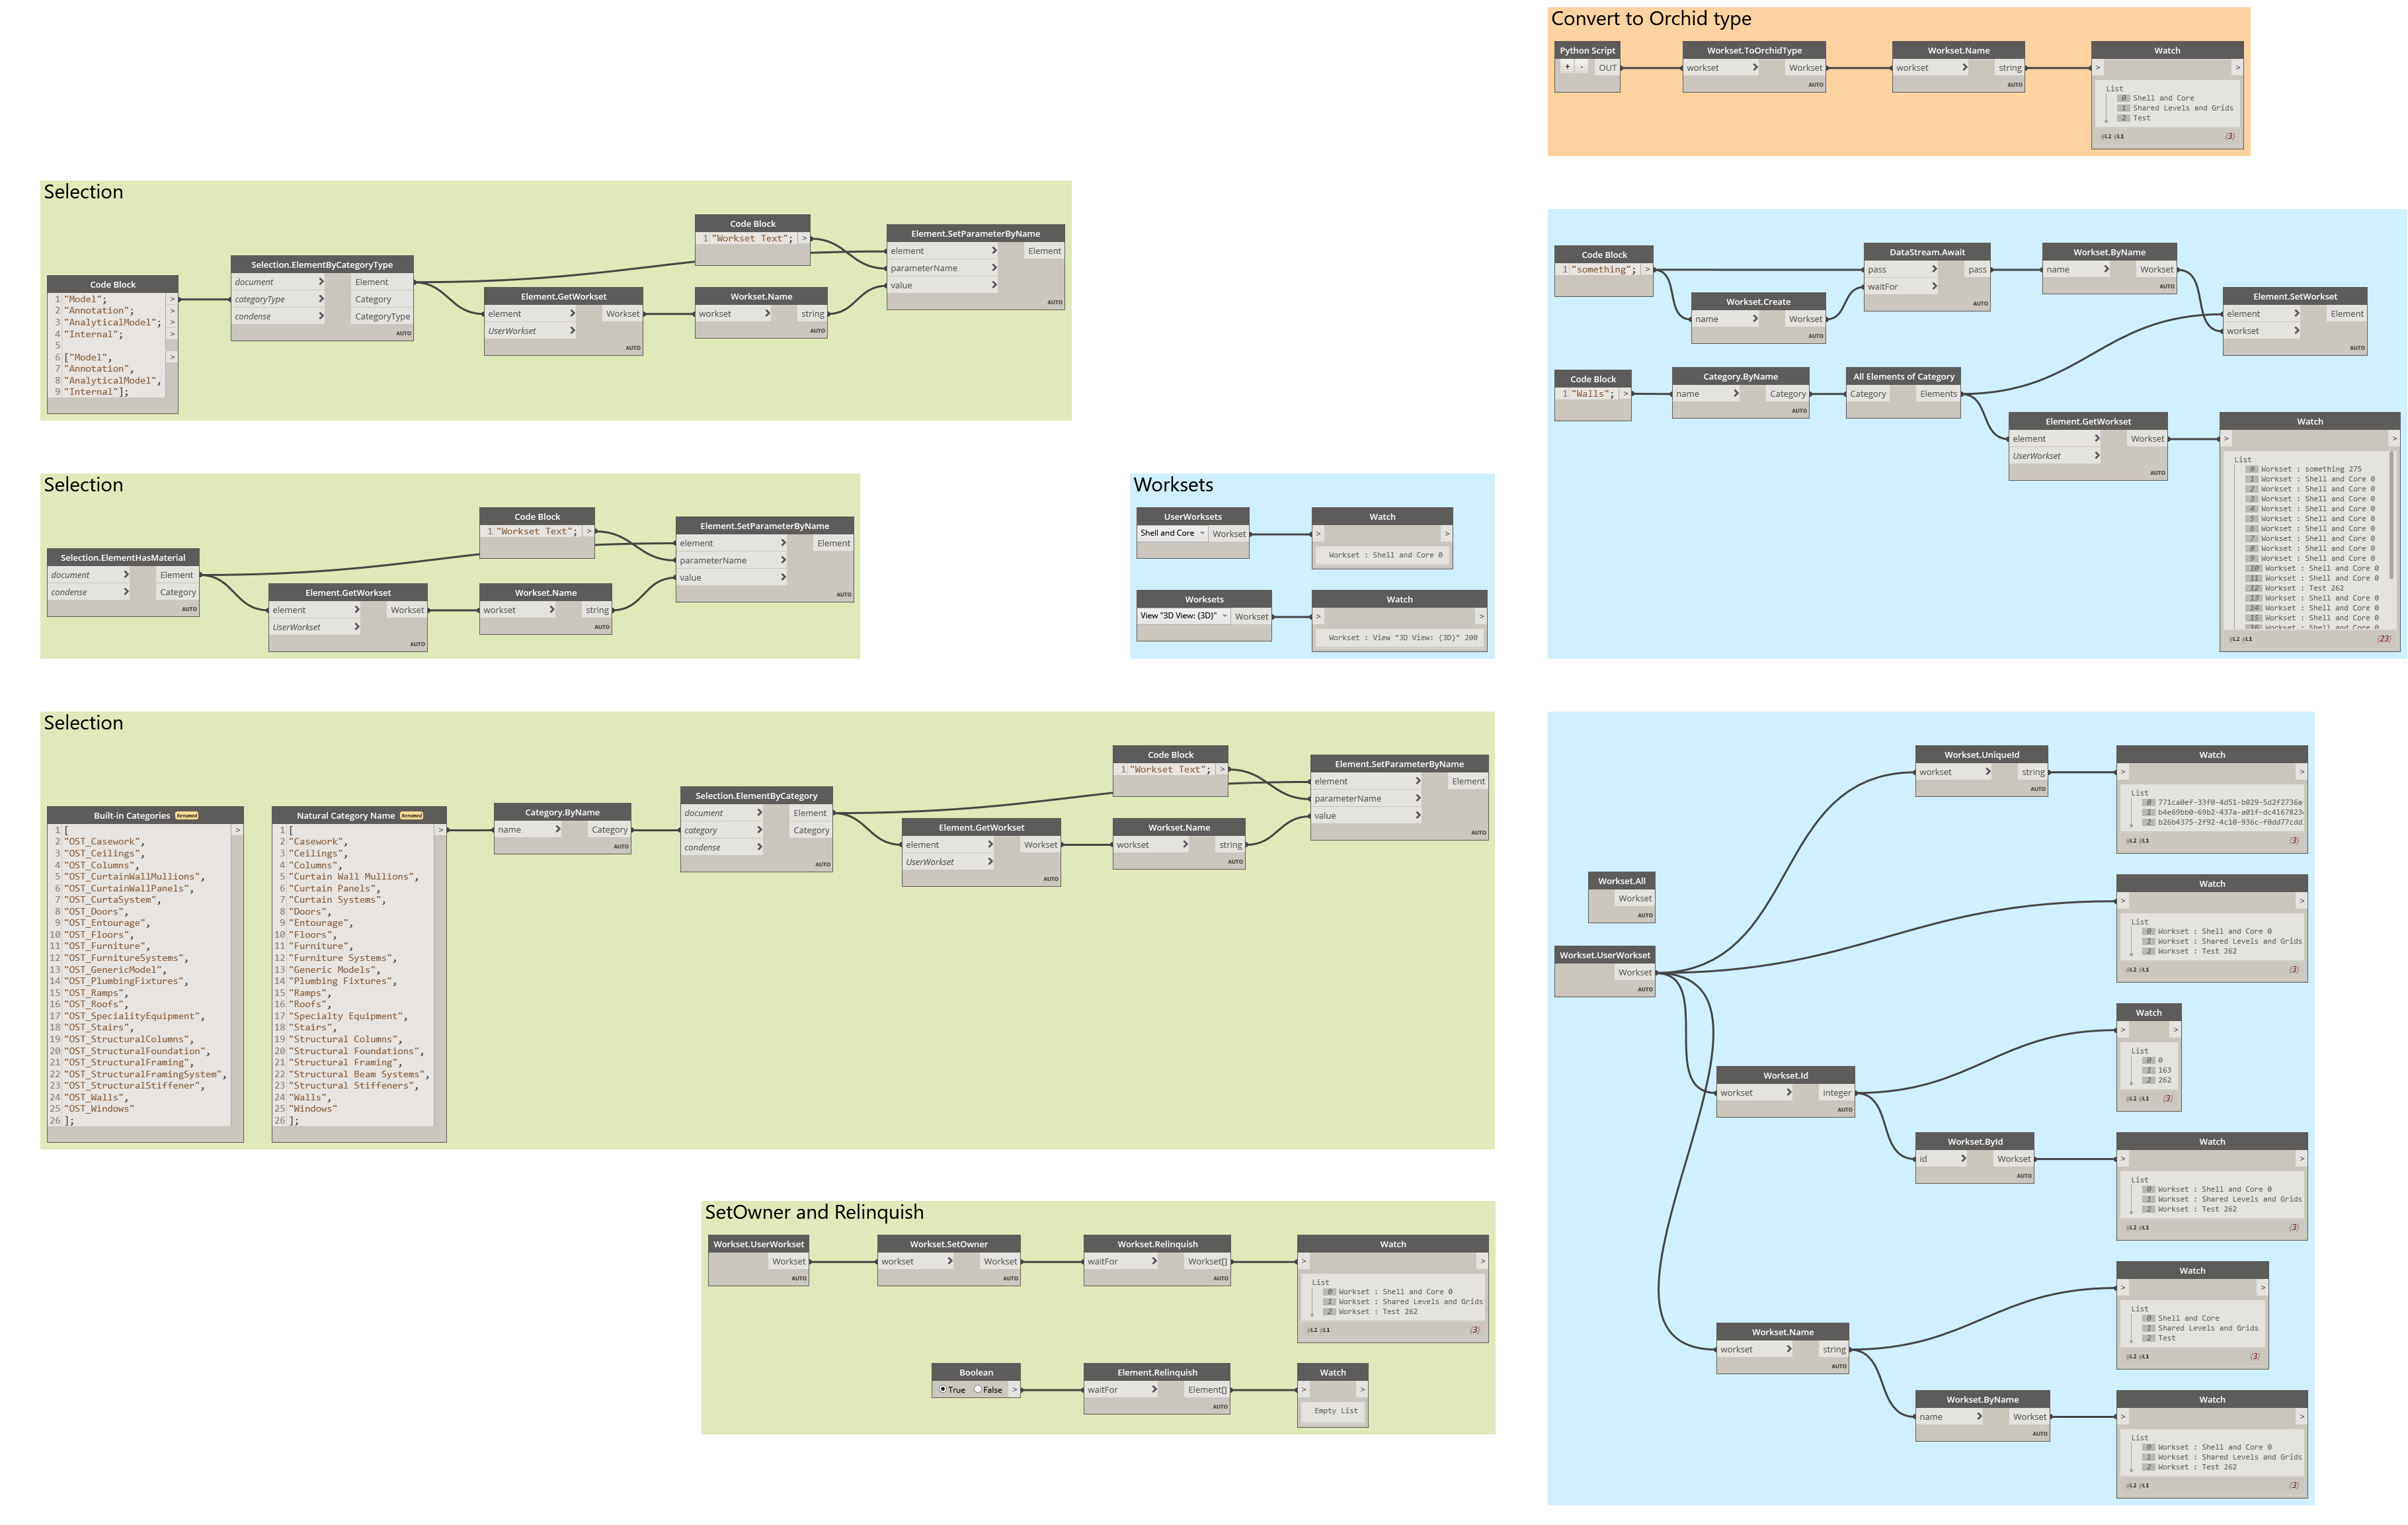 Convert to Orchid type
Python Script
+ - OUT
Workset.ToOrchidType
workset > Workset
AUTO
Workset.Name
workset > string
AUTO
Watch
> >
List
0 Shell and Core
1 Shared Levels and Grids
2 Test
@L2 @L1 {3}
Selection
Code Block
1 "Model"; >
2 "Annotation"; >
3 "AnalyticalModel"; >
4 "Internal"; >
5
6 ["Model", >
7 "Annotation",
8 "AnalyticalModel",
9 "Internal"];
Selection.ElementByCategoryType
document > Element
categoryType > Category
condense > CategoryType
AUTO
Element.GetWorkset
element > Workset
UserWorkset >
AUTO
Code Block
1 "Workset Text"; >
Workset.Name
workset > string
AUTO
Element.SetParameterByName
element > Element
parameterName >
value >
AUTO
Code Block
1 "something"; >
Workset.Create
name > Workset
AUTO
DataStream.Await
pass > pass
waitFor >
AUTO
Workset.ByName
name > Workset
AUTO
Element.SetWorkset
element > Element
workset >
AUTO
Code Block
1 "Walls"; >
Category.ByName
name > Category
AUTO
All Elements of Category
Category Elements
AUTO
Element.GetWorkset
element > Workset
UserWorkset >
AUTO
Watch
> >
List
0 Workset : something 275
1 Workset : Shell and Core 0
2 Workset : Shell and Core 0
3 Workset : Shell and Core 0
4 Workset : Shell and Core 0
5 Workset : Shell and Core 0
6 Workset : Shell and Core 0
7 Workset : Shell and Core 0
8 Workset : Shell and Core 0
9 Workset : Shell and Core 0
10 Workset : Shell and Core 0
11 Workset : Shell and Core 0
12 Workset : Test 262
13 Workset : Shell and Core 0
14 Workset : Shell and Core 0
15 Workset : Shell and Core 0
16 Workset : Shell and Core 0
@L2 @L1 {23}
Selection
Selection.ElementHasMaterial
document > Element
condense > Category
AUTO
Element.GetWorkset
element > Workset
UserWorkset >
AUTO
Code Block
1 "Workset Text"; >
Workset.Name
workset > string
AUTO
Element.SetParameterByName
element > Element
parameterName >
value >
AUTO
Worksets
UserWorksets
Shell and Core Workset
Watch
> >
Workset : Shell and Core 0
Worksets
View "3D View: {3D}" Workset
Watch
> >
Workset : View "3D View: {3D}" 200
Selection
Built-in Categories Renamed
1 [ >
2 "OST_Casework",
3 "OST_Ceilings",
4 "OST_Columns",
5 "OST_CurtainWallMullions",
6 "OST_CurtainWallPanels",
7 "OST_CurtaSystem",
8 "OST_Doors",
9 "OST_Entourage",
10 "OST_Floors",
11 "OST_Furniture",
12 "OST_FurnitureSystems",
13 "OST_GenericModel",
14 "OST_PlumbingFixtures",
15 "OST_Ramps",
16 "OST_Roofs",
17 "OST_SpecialityEquipment",
18 "OST_Stairs",
19 "OST_StructuralColumns",
20 "OST_StructuralFoundation",
21 "OST_StructuralFraming",
22 "OST_StructuralFramingSystem",
23 "OST_StructuralStiffener",
24 "OST_Walls",
25 "OST_Windows"
26 ];
Natural Category Name Renamed
1 [ >
2 "Casework",
3 "Ceilings",
4 "Columns",
5 "Curtain Wall Mullions",
6 "Curtain Panels",
7 "Curtain Systems",
8 "Doors",
9 "Entourage",
10 "Floors",
11 "Furniture",
12 "Furniture Systems",
13 "Generic Models",
14 "Plumbing Fixtures",
15 "Ramps",
16 "Roofs",
17 "Specialty Equipment",
18 "Stairs",
19 "Structural Columns",
20 "Structural Foundations",
21 "Structural Framing",
22 "Structural Beam Systems",
23 "Structural Stiffeners",
24 "Walls",
25 "Windows"
26 ];
Category.ByName
name > Category
AUTO
Selection.ElementByCategory
document > Element
category > Category
condense >
AUTO
Element.GetWorkset
element > Workset
UserWorkset >
AUTO
Code Block
1 "Workset Text"; >
Workset.Name
workset > string
AUTO
Element.SetParameterByName
element > Element
parameterName >
value >
AUTO
Workset.All
Workset
AUTO
Workset.UserWorkset
Workset
AUTO
Workset.UniqueId
workset > string
AUTO
Watch
> >
List
0 771ca0ef-33f0-4d51-b029-5d2f2736a
1 b4e69bb0-69b2-437a-a01f-dc4167823
2 b26b4375-2f92-4c10-936c-f0dd77cdd
@L2 @L1 {3}
Watch
> >
List
0 Workset : Shell and Core 0
1 Workset : Shared Levels and Grids
2 Workset : Test 262
@L2 @L1 {3}
Watch
> >
List
0 0
1 163
2 262
@L2 @L1 {3}
Workset.Id
workset > integer
AUTO
Workset.ById
id > Workset
AUTO
Watch
> >
List
0 Workset : Shell and Core 0
1 Workset : Shared Levels and Grids
2 Workset : Test 262
@L2 @L1 {3}
Workset.Name
workset > string
AUTO
Watch
> >
List
0 Shell and Core
1 Shared Levels and Grids
2 Test
@L2 @L1 {3}
Workset.ByName
name > Workset
AUTO
Watch
> >
List
0 Workset : Shell and Core 0
1 Workset : Shared Levels and Grids
2 Workset : Test 262
@L2 @L1 {3}
SetOwner and Relinquish
Workset.UserWorkset
Workset
AUTO
Workset.SetOwner
workset > Workset
AUTO
Workset.Relinquish
waitFor > Workset[]
AUTO
Watch
> >
List
0 Workset : Shell and Core 0
1 Workset : Shared Levels and Grids
2 Workset : Test 262
@L2 @L1 {3}
Boolean
True False >
Element.Relinquish
waitFor > Element[]
AUTO
Watch
> >
Empty List